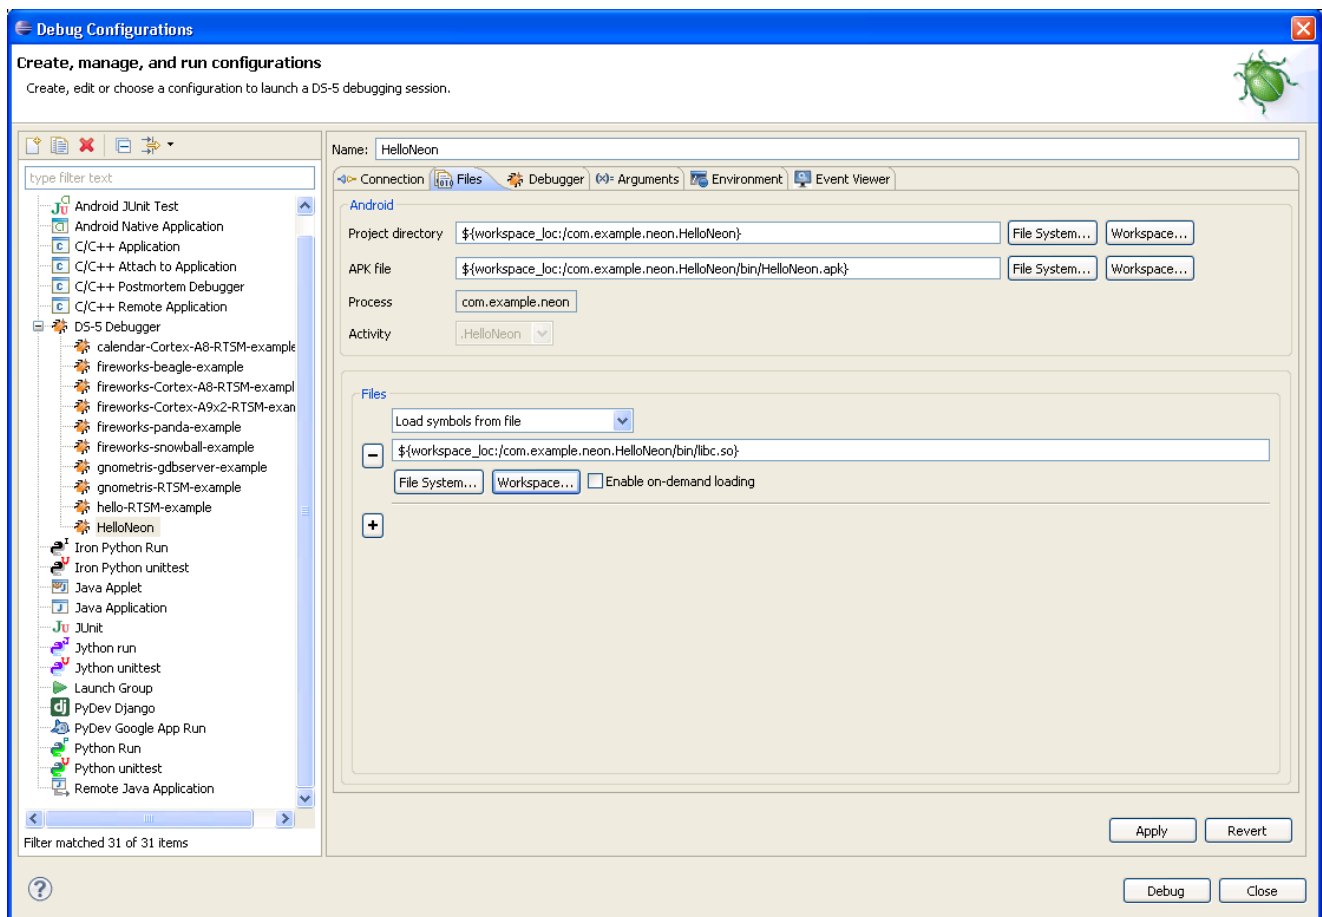 Debug Configurations
Create, manage, and run configurations
Create, edit or choose a configuration to launch a DS-5 debugging session.
type filter text
Android JUnit Test
Android Native Application
C/C++ Application
C/C++ Attach to Application
C/C++ Postmortem Debugger
C/C++ Remote Application
DS-5 Debugger
calendar-Cortex-A8-RTSM-example
fireworks-beagle-example
fireworks-Cortex-A8-RTSM-exampl
fireworks-Cortex-A9x2-RTSM-exan
fireworks-panda-example
fireworks-snowball-example
gnometris-gdbserver-example
gnometris-RTSM-example
hello-RTSM-example
HelloNeon
Iron Python Run
Iron Python unittest
Java Applet
Java Application
JUnit
Jython run
Jython unittest
Launch Group
PyDev Django
PyDev Google App Run
Python Run
Python unittest
Remote Java Application
Filter matched 31 of 31 items
Name: HelloNeon
Connection Files Debugger (x)= Arguments Environment Event Viewer
Android
Project directory ${workspace_loc:/com.example.neon.HelloNeon} File System... Workspace...
APK file ${workspace_loc:/com.example.neon.HelloNeon/bin/HelloNeon.apk} File System... Workspace...
Process com.example.neon
Activity .HelloNeon
Files
Load symbols from file
${workspace_loc:/com.example.neon.HelloNeon/bin/libc.so}
File System... Workspace... Enable on-demand loading
Apply Revert
Debug Close